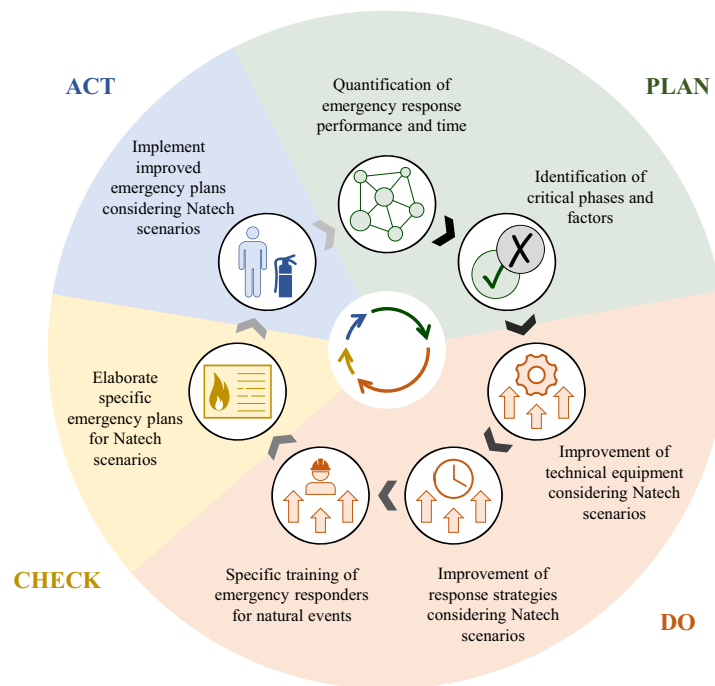 ACT
PLAN
Quantification of
emergency response
performance and time
Implement
improved
emergency plans
considering Natech
scenarios
Identification of
critical phases and
factors
Elaborate
specific
emergency plans
for Natech
scenarios
Improvement of
technical equipment
considering Natech
scenarios
CHECK
Specific training of
emergency responders
for natural events
Improvement of
response strategies
considering Natech
scenarios
DO